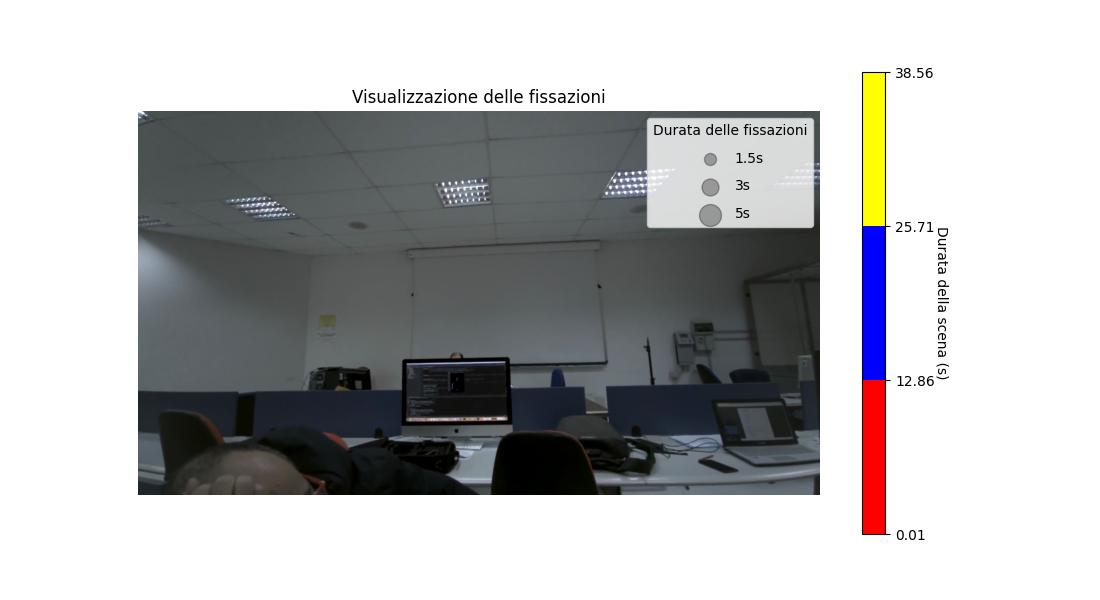 Visualizzazione delle fissazioni
Durata delle fissazioni
1.5s
3s
5s
38.56
25.71
12.86
0.01
Durata della scena (s)